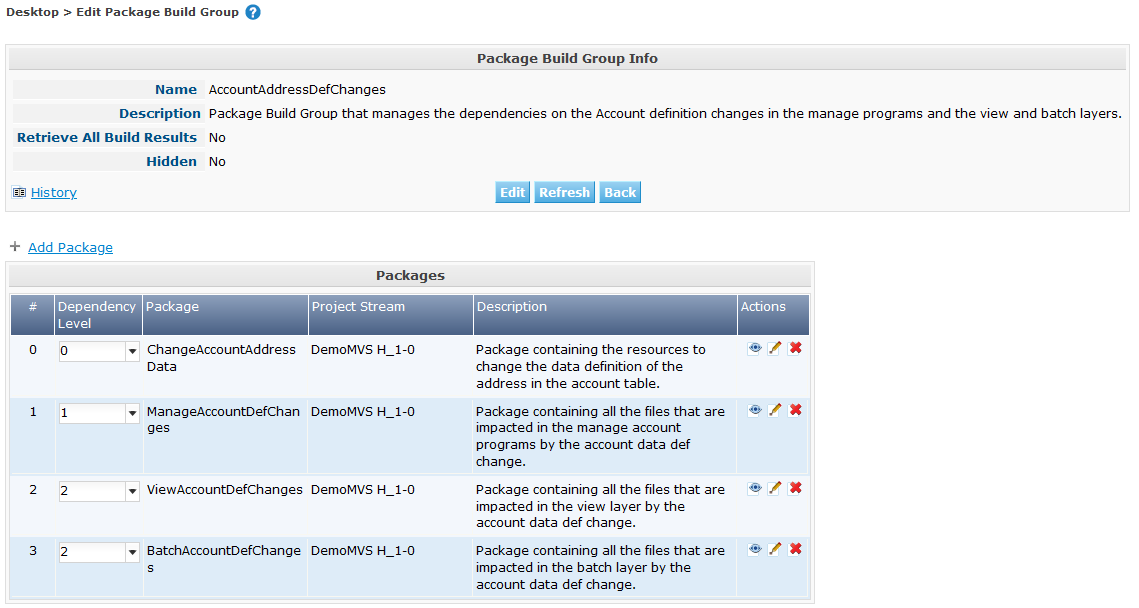 Desktop > Edit Package Build Group ?
Package Build Group Info
Name AccountAddressDefChanges
Description Package Build Group that manages the dependencies on the Account definition changes in the manage programs and the view and batch layers.
Retrieve All Build Results No
Hidden No
History Edit Refresh Back
+ Add Package
Packages
# Dependency Package Project Stream Description Actions
Level
0 0 ChangeAccountAddress DemoMVS H_1-0 Package containing the resources to
Data change the data definition of the
address in the account table.
1 1 ManageAccountDefChan DemoMVS H_1-0 Package containing all the files that are
ges impacted in the manage account
programs by the account data def
change.
2 2 ViewAccountDefChanges DemoMVS H_1-0 Package containing all the files that are
impacted in the view layer by the
account data def change.
3 2 BatchAccountDefChange DemoMVS H_1-0 Package containing all the files that are
s impacted in the batch layer by the
account data def change.